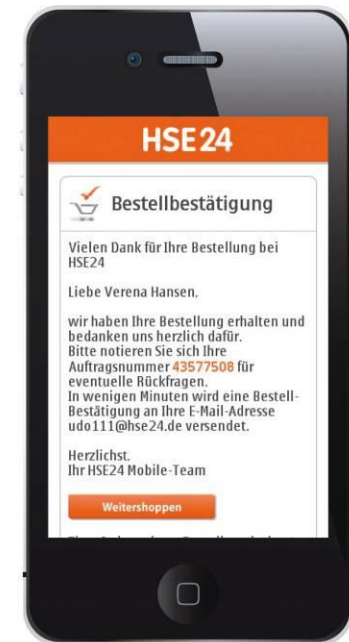 HSE24
Bestellbestätigung
Vielen Dank für Ihre Bestellung bei
HSE24
Liebe Verena Hansen,
wir haben Ihre Bestellung erhalten und
bedanken uns herzlich dafür.
Bitte notieren Sie sich Ihre
Auftragsnummer 43577508 für
eventuelle Rückfragen.
In wenigen Minuten wird eine Bestell-
Bestätigung an Ihre E-Mail-Adresse
udo111@hse24.de versendet.
Herzlichst,
Ihr HSE24 Mobile-Team
Weitershoppen